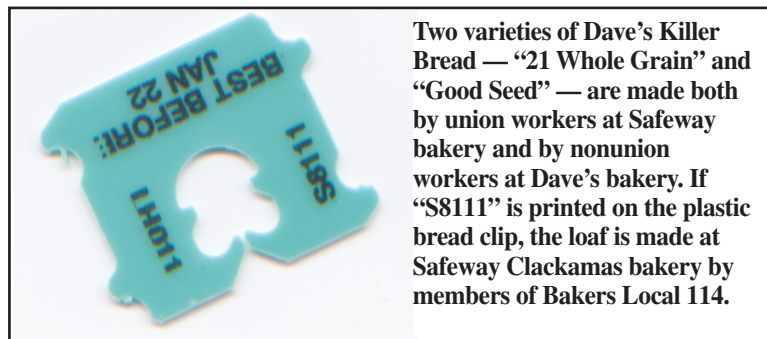 BEST BEFORE:
JAN 22
110H1
S8111
Two varieties of Dave’s Killer
Bread — “21 Whole Grain” and
“Good Seed” — are made both
by union workers at Safeway
bakery and by nonunion
workers at Dave’s bakery. If
“S8111” is printed on the plastic
bread clip, the loaf is made at
Safeway Clackamas bakery by
members of Bakers Local 114.